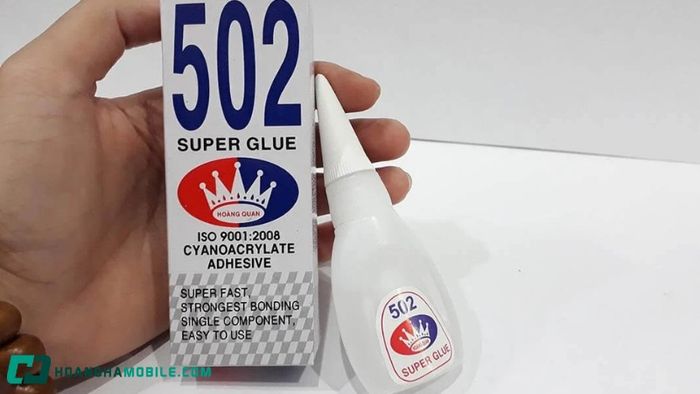 502
SUPER GLUE
HOÀNG QUAN
ISO 9001:2008
CYANOACRYLATE
ADHESIVE
SUPER FAST,
STRONGEST BONDING
SINGLE COMPONENT,
EASY TO USE
502
SUPER GLUE
HOANGHAMOBILE.COM